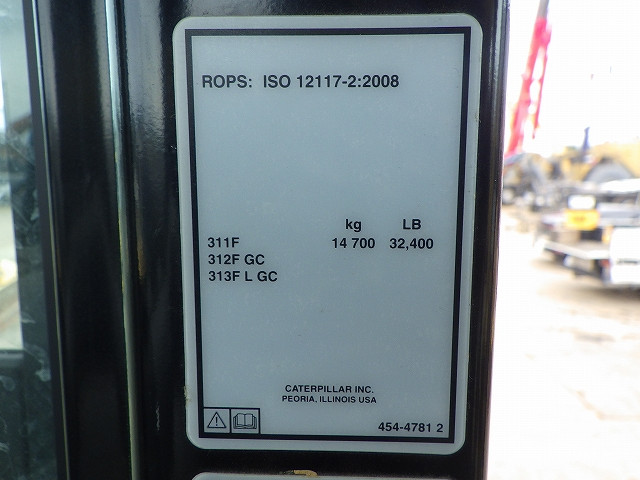 ROPS: ISO 12117-2:2008
kg LB
311F 14 700 32,400
312F GC
313F L GC
CATERPILLAR INC.
PEORIA, ILLINOIS USA
454-4781 2